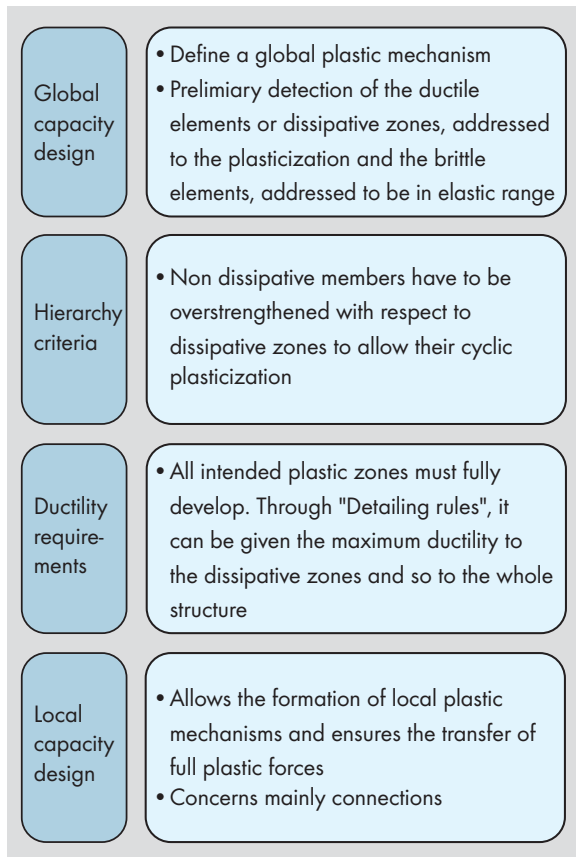 Global
capacity
design
• Define a global plastic mechanism
• Prelimiary detection of the ductile
elements or dissipative zones, addressed
to the plasticization and the brittle
elements, addressed to be in elastic range
Hierarchy
criteria
• Non dissipative members have to be
overstrengthened with respect to
dissipative zones to allow their cyclic
plasticization
Ductility
require-
ments
• All intended plastic zones must fully
develop. Through "Detailing rules", it
can be given the maximum ductility to
the dissipative zones and so to the whole
structure
Local
capacity
design
• Allows the formation of local plastic
mechanisms and ensures the transfer of
full plastic forces
• Concerns mainly connections